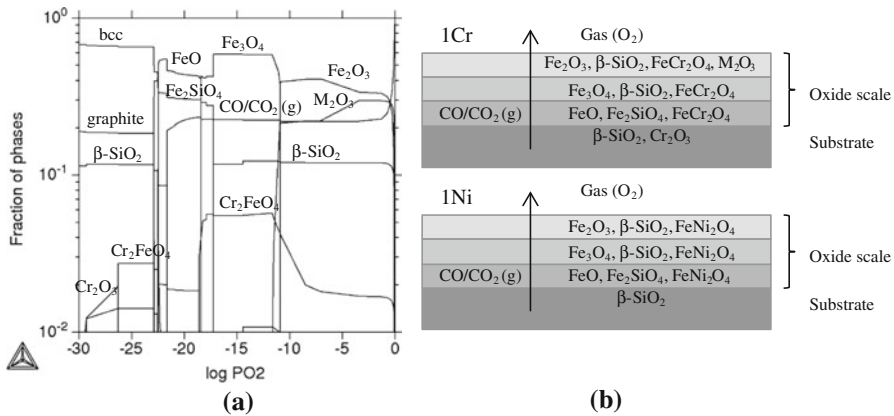 10⁰
bcc
FeO
Fe₃O₄
Fe₂O₃
Fe₂SiO₄
CO/CO₂ (g)
M₂O₃
graphite
β-SiO₂
β-SiO₂
10⁻¹
Fraction of phases
Cr₂FeO₄
Cr₂FeO₄
Cr₂O₃
10⁻²
-30 -25 -20 -15 -10 -5 0
log PO2
(a)
1Cr
Gas (O₂)
Fe₂O₃, β-SiO₂, FeCr₂O₄, M₂O₃
Fe₃O₄, β-SiO₂, FeCr₂O₄
CO/CO₂ (g) FeO, Fe₂SiO₄, FeCr₂O₄
β-SiO₂, Cr₂O₃
Oxide scale
Substrate
1Ni
Gas (O₂)
Fe₂O₃, β-SiO₂, FeNi₂O₄
Fe₃O₄, β-SiO₂, FeNi₂O₄
CO/CO₂ (g) FeO, Fe₂SiO₄, FeNi₂O₄
β-SiO₂
Oxide scale
Substrate
(b)